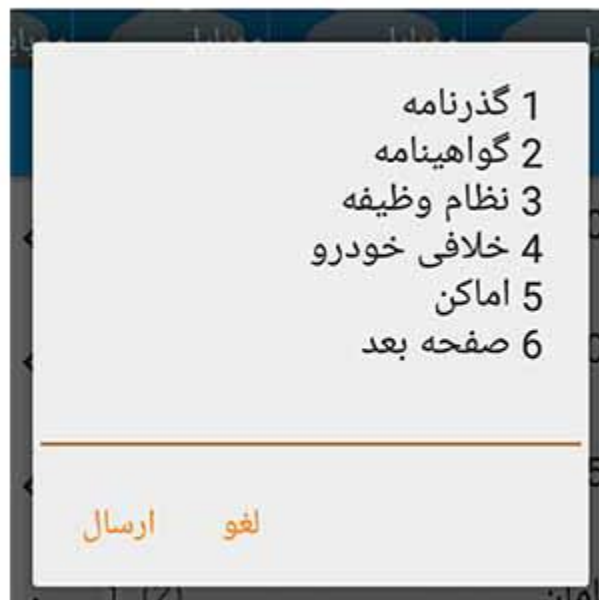 1 گذرنامه
2 گواهینامه
3 نظام وظیفه
4 خلافی خودرو
5 اماکن
6 صفحه بعد
لغو ارسال